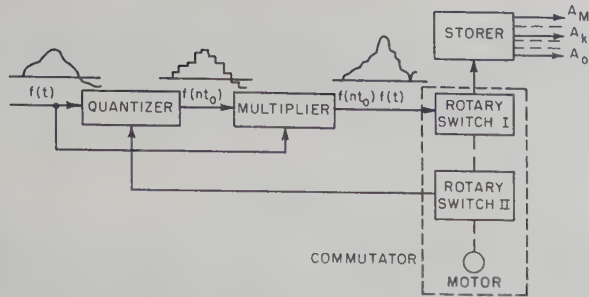 STORER
A_M
A_k
A_0
f(t)
QUANTIZER
f(nt_0)
MULTIPLIER
f(nt_0) f(t)
ROTARY
SWITCH I
ROTARY
SWITCH II
COMMUTATOR
MOTOR